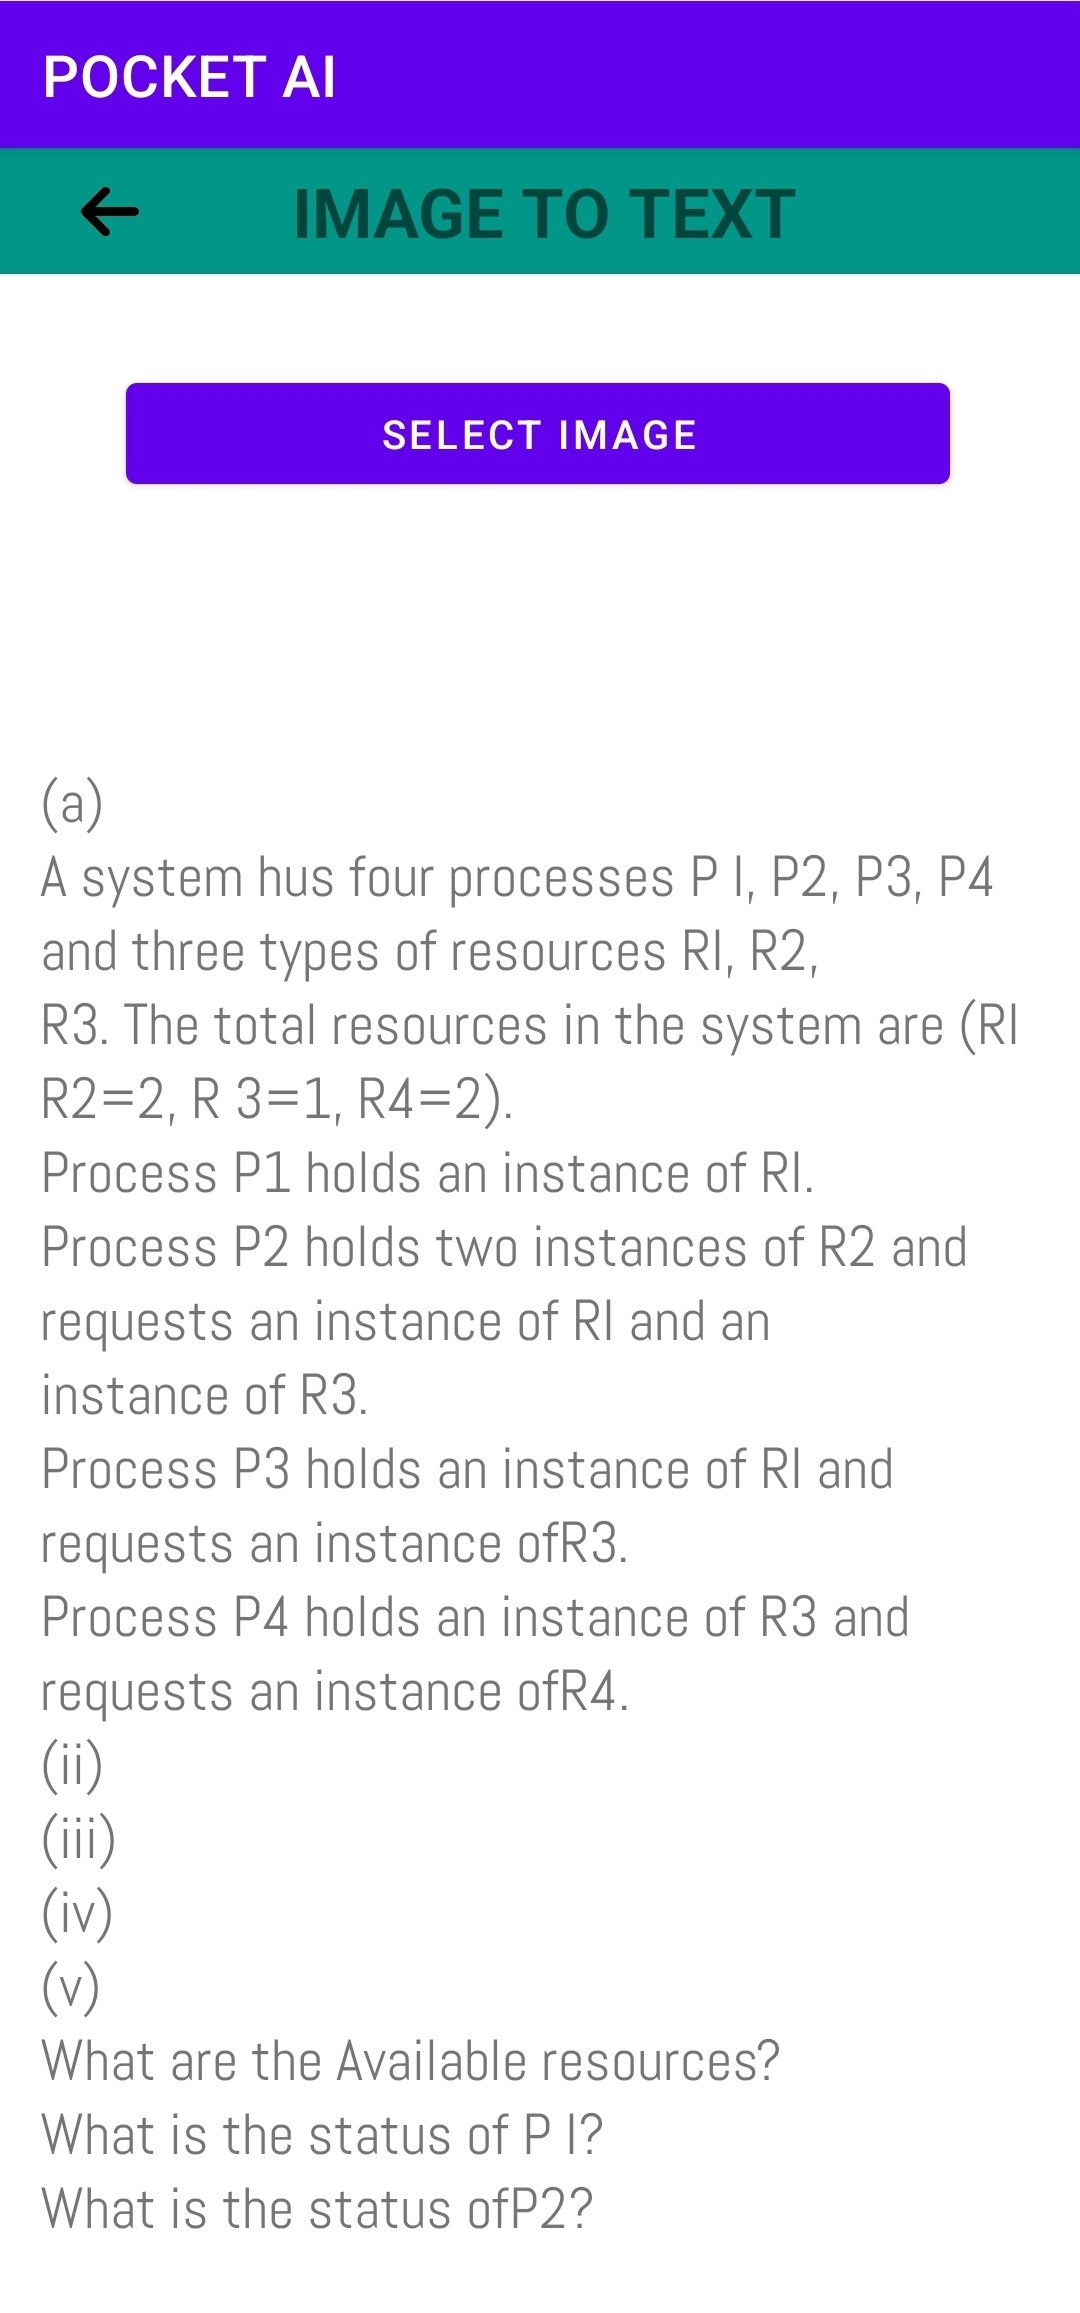 POCKET AI
IMAGE TO TEXT
SELECT IMAGE
(a)
A system hus four processes P I, P2, P3, P4
and three types of resources RI, R2,
R3. The total resources in the system are (RI
R2=2, R 3=1, R4=2).
Process P1 holds an instance of RI.
Process P2 holds two instances of R2 and
requests an instance of RI and an
instance of R3.
Process P3 holds an instance of RI and
requests an instance ofR3.
Process P4 holds an instance of R3 and
requests an instance ofR4.
(ii)
(iii)
(iv)
(v)
What are the Available resources?
What is the status of P I?
What is the status ofP2?